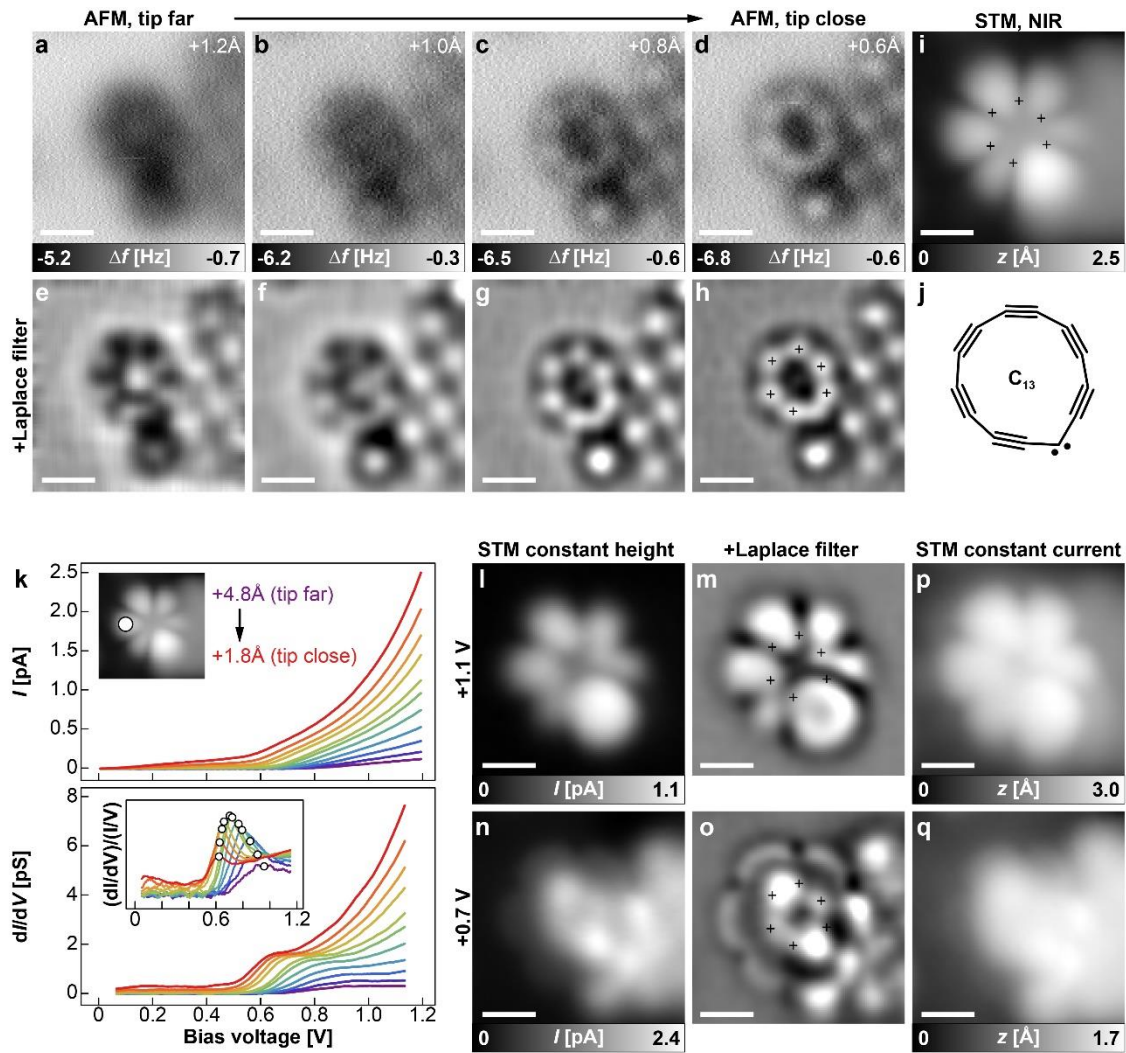 AFM, tip far
AFM, tip close
STM, NIR
a
+1.2Å
b
+1.0Å
c
+0.8Å
d
+0.6Å
i
-5.2 Δf [Hz] -0.7
-6.2 Δf [Hz] -0.3
-6.5 Δf [Hz] -0.6
-6.8 Δf [Hz] -0.6
0 z [Å] 2.5
+Laplace filter
e
f
g
h
j
C13
k
2.5
2.0
1.5
1.0
0.5
0
I [pA]
+4.8Å (tip far)
+1.8Å (tip close)
8
6
4
2
0
dI/dV [pS]
(dI/dV)/(I/V)
0 0.6 1.2
0 0.2 0.4 0.6 0.8 1.0 1.2
Bias voltage [V]
STM constant height
+Laplace filter
STM constant current
+1.1 V
l
m
p
0 I [pA] 1.1
0 z [Å] 3.0
+0.7 V
n
o
q
0 I [pA] 2.4
0 z [Å] 1.7